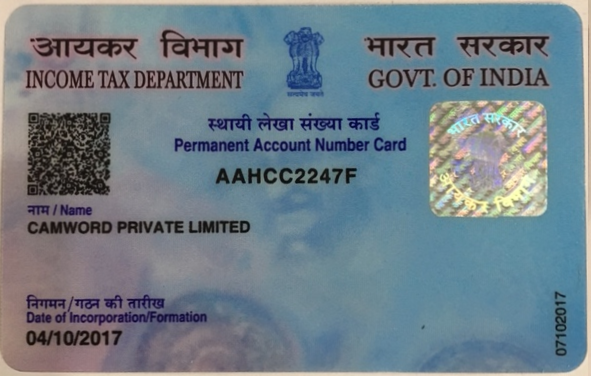 आयकर विभाग
INCOME TAX DEPARTMENT
सत्यमेव जयते
भारत सरकार
GOVT. OF INDIA
स्थायी लेखा संख्या कार्ड
Permanent Account Number Card
AAHCC2247F
भारत सरकार
आयकर विभाग
नाम / Name
CAMWORD PRIVATE LIMITED
निगमन/गठन की तारीख
Date of Incorporation/Formation
04/10/2017
07102017